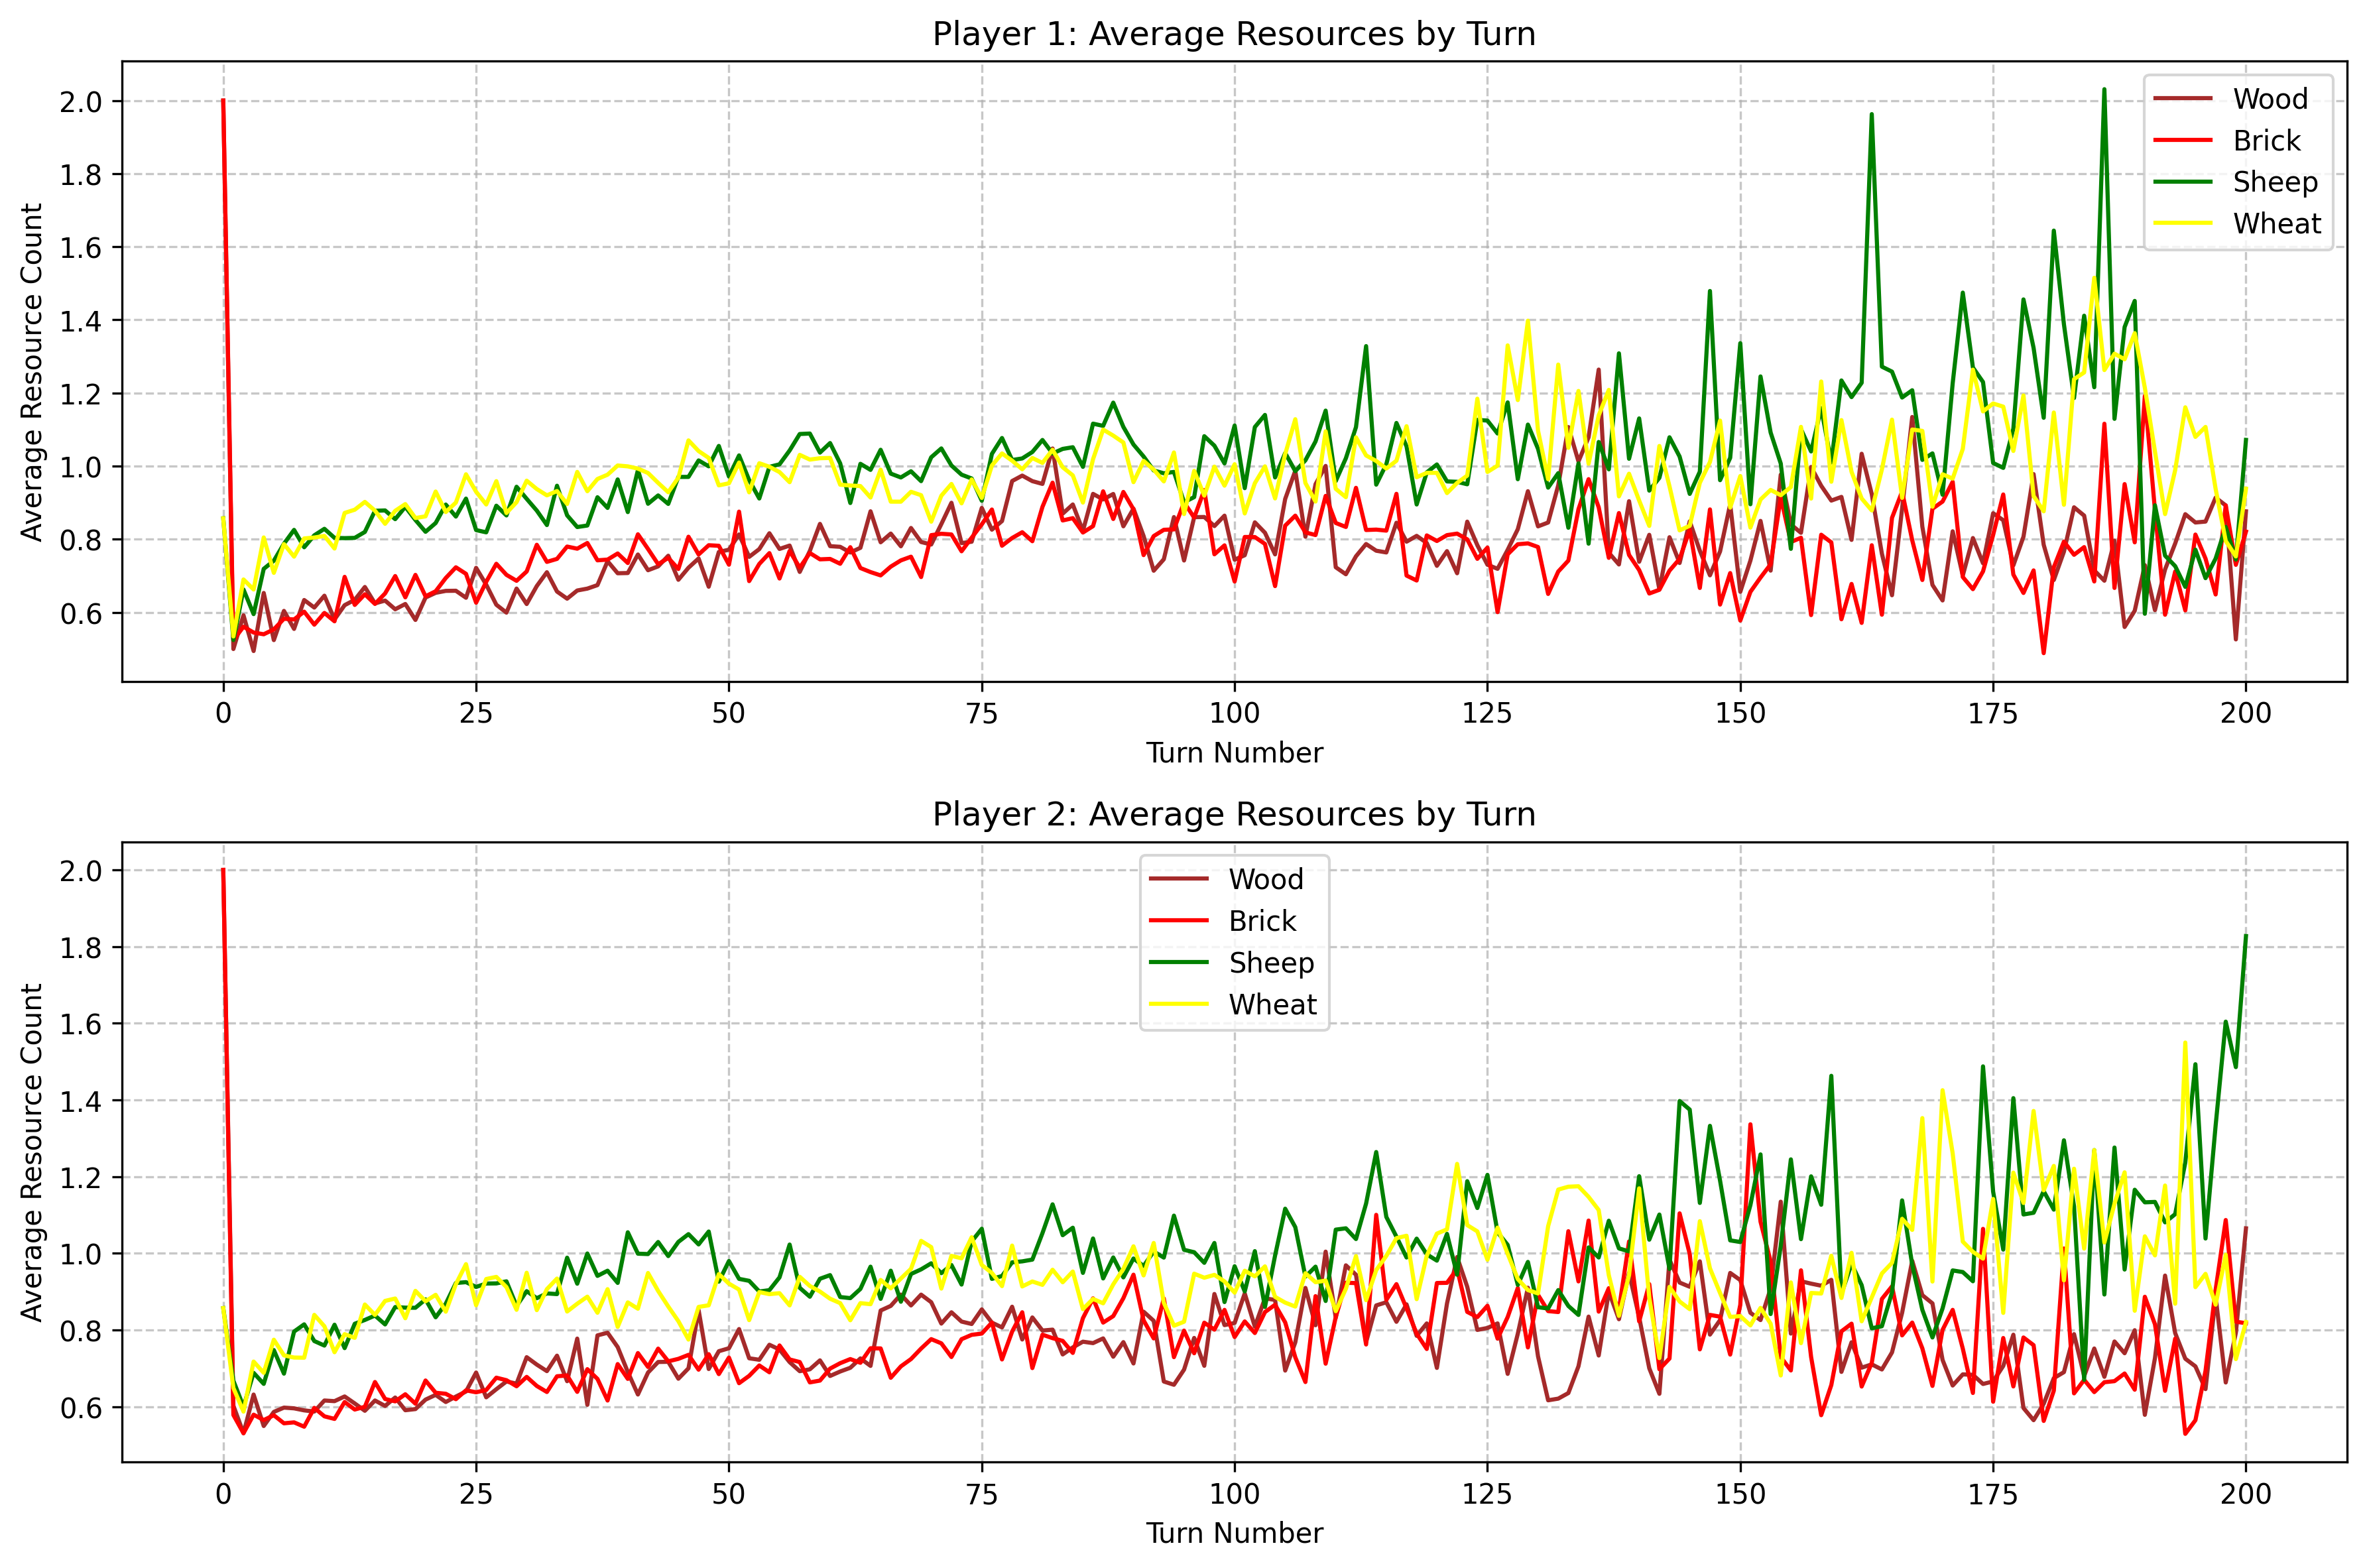 Player 1: Average Resources by Turn
Average Resource Count
2.0
1.8
1.6
1.4
1.2
1.0
0.8
0.6
Wood
Brick
Sheep
Wheat
0 25 50 75 100 125 150 175 200
Turn Number
Player 2: Average Resources by Turn
Average Resource Count
2.0
1.8
1.6
1.4
1.2
1.0
0.8
0.6
Wood
Brick
Sheep
Wheat
0 25 50 75 100 125 150 175 200
Turn Number